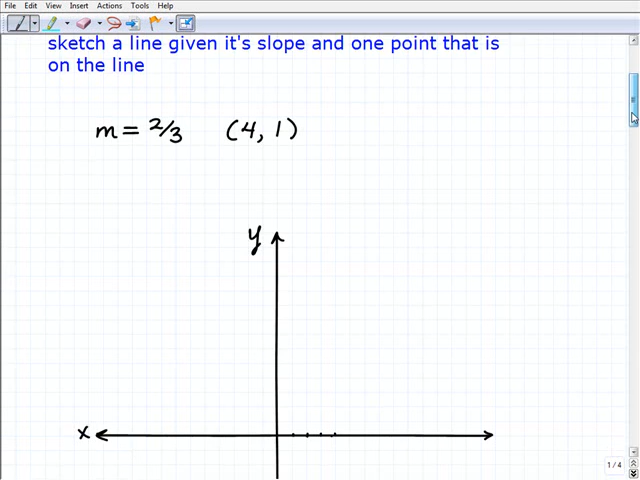 File Edit View Insert Actions Tools Help
sketch a line given it's slope and one point that is
on the line
m = 2/3 (4, 1)
y
x
1 / 4